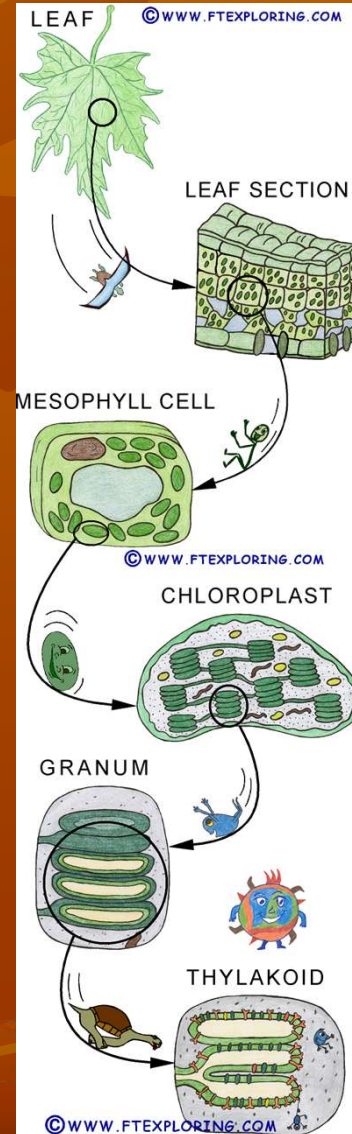 LEAF
©WWW.FTEXPLORING.COM
LEAF SECTION
MESOPHYLL CELL
©WWW.FTEXPLORING.COM
CHLOROPLAST
GRANUM
THYLAKOID
©WWW.FTEXPLORING.COM